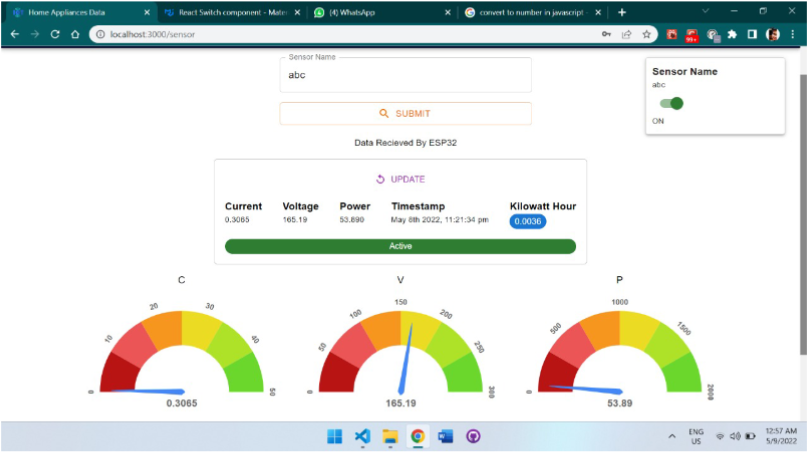 Home Appliances Data
React Switch component - Mater
(4) WhatsApp
convert to number in javascript -
localhost:3000/sensor
99+
Sensor Name
abc
SUBMIT
Sensor Name
abc
ON
Data Recieved By ESP32
UPDATE
Current Voltage Power Timestamp Kilowatt Hour
0.3065 165.19 53.890 May 8th 2022, 11:21:34 pm 0.0036
Active
C
0 10 20 30 40 50
0.3065
V
0 50 100 150 200 250 300
165.19
P
0 500 1000 1500 2000
53.89
ENG
US
12:57 AM
5/9/2022